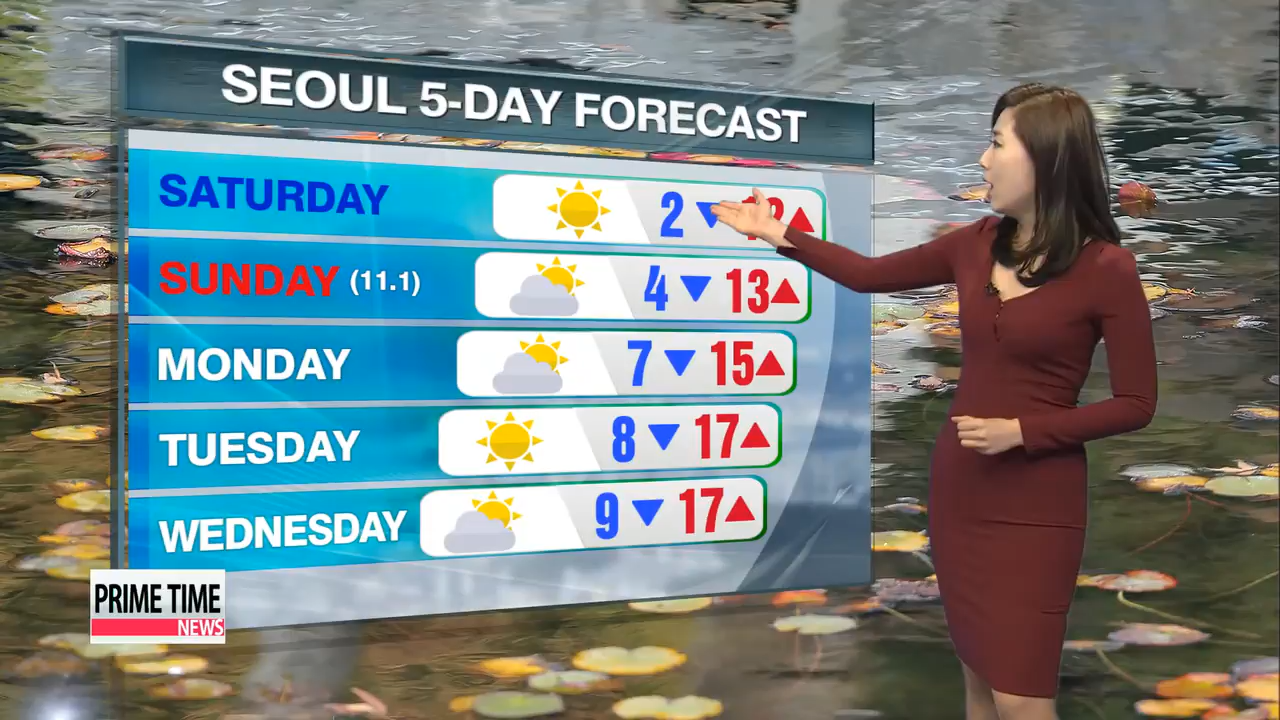 SEOUL 5-DAY FORECAST
SATURDAY 2
SUNDAY (11.1) 4 13
MONDAY 7 15
TUESDAY 8 17
WEDNESDAY 9 17
PRIME TIME
NEWS